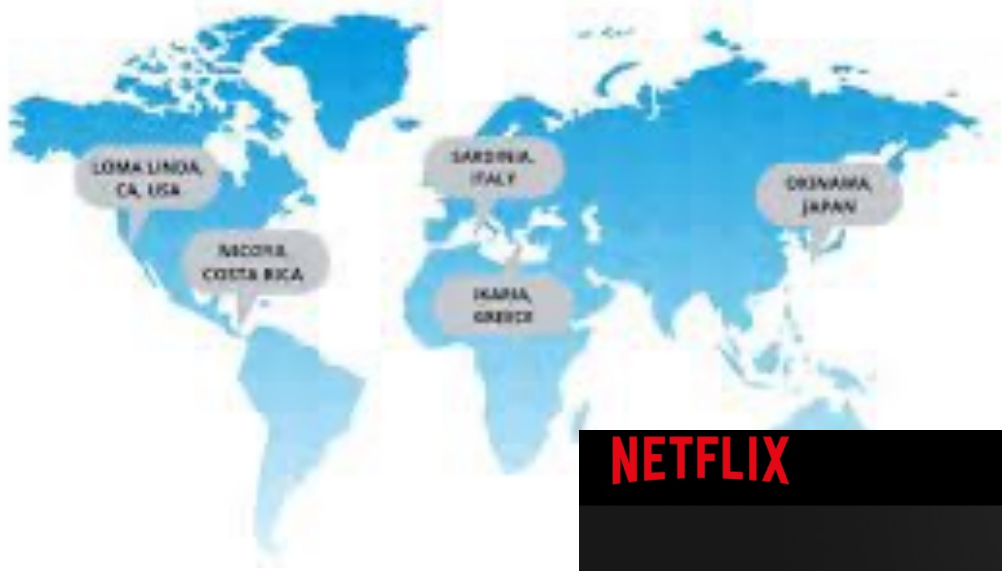 LOMA LINDA,
CA, USA
NICOYA,
COSTA RICA
SARDINIA,
ITALY
IKARIA,
GREECE
OKINAWA,
JAPAN
NETFLIX